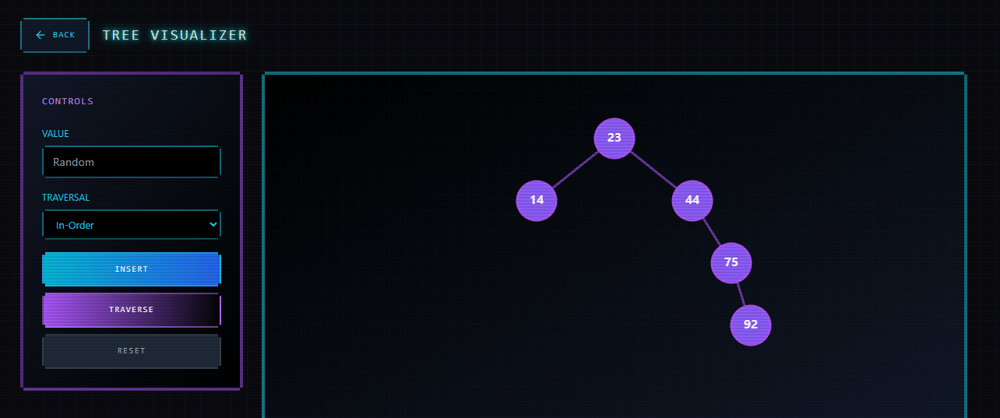 BACK
TREE VISUALIZER
CONTROLS
VALUE
Random
TRAVERSAL
In-Order
INSERT
TRAVERSE
RESET
23
14
44
75
92